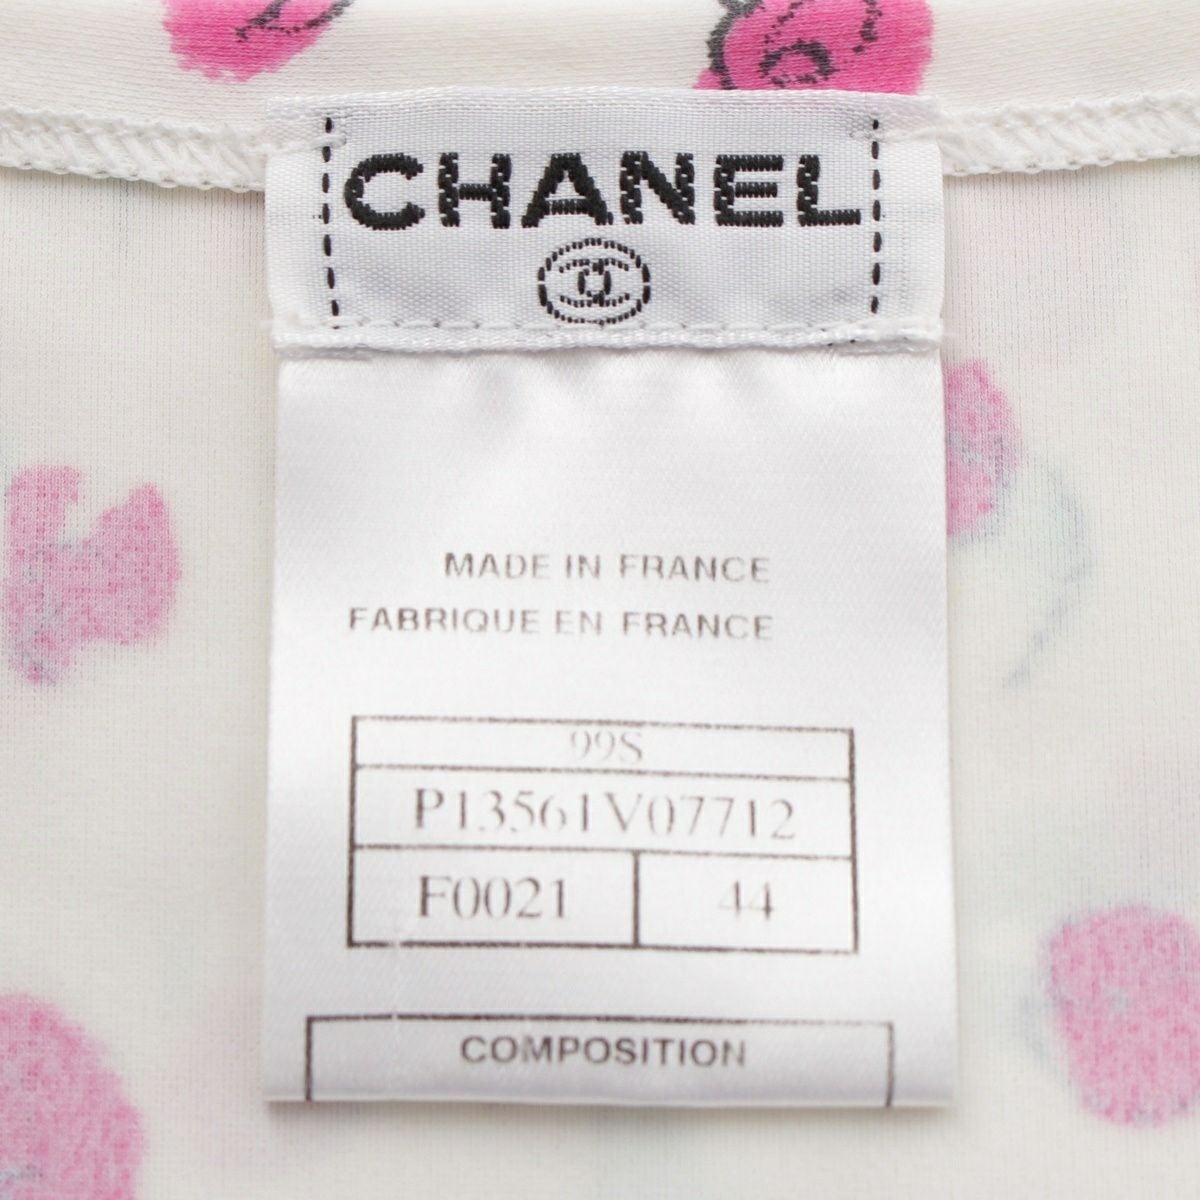 CHANEL
MADE IN FRANCE
FABRIQUE EN FRANCE
99S
P13561V07712
F0021 44
COMPOSITION